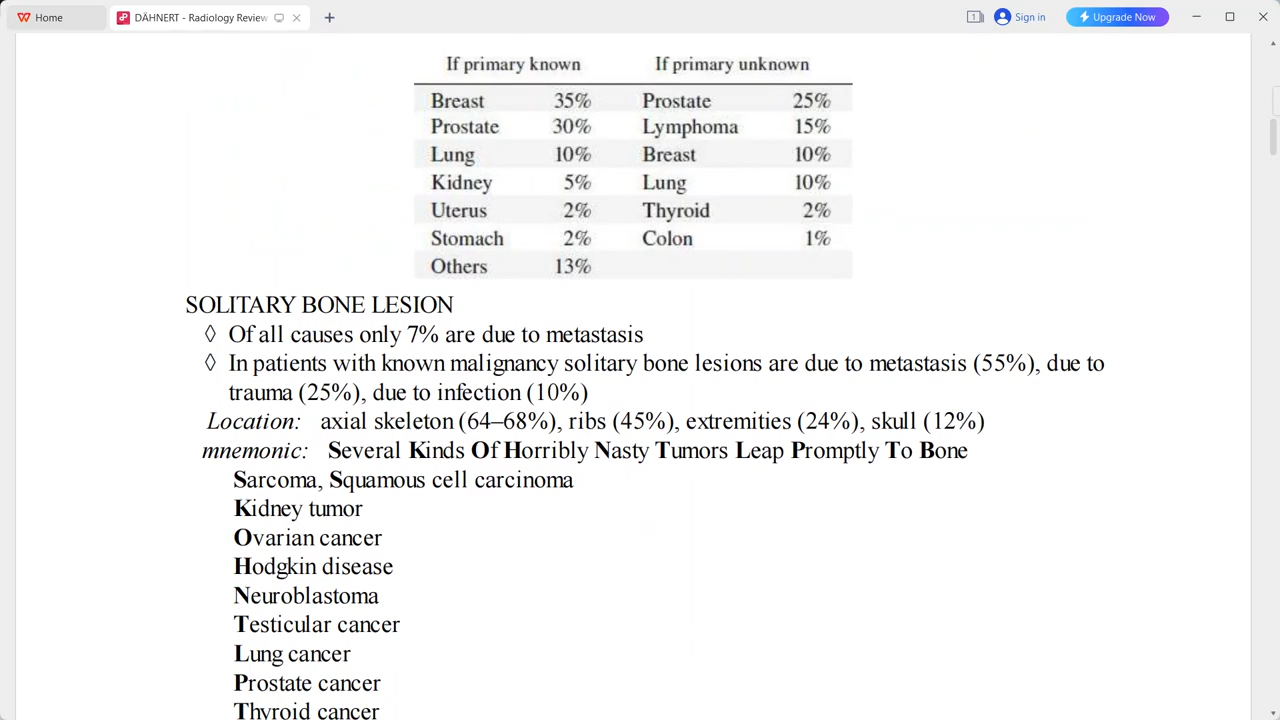 Home
DÄHNERT - Radiology Review
1
Sign in
Upgrade Now
If primary known If primary unknown
Breast 35% Prostate 25%
Prostate 30% Lymphoma 15%
Lung 10% Breast 10%
Kidney 5% Lung 10%
Uterus 2% Thyroid 2%
Stomach 2% Colon 1%
Others 13%
SOLITARY BONE LESION
◊ Of all causes only 7% are due to metastasis
◊ In patients with known malignancy solitary bone lesions are due to metastasis (55%), due to
trauma (25%), due to infection (10%)
Location: axial skeleton (64–68%), ribs (45%), extremities (24%), skull (12%)
mnemonic: Several Kinds Of Horribly Nasty Tumors Leap Promptly To Bone
Sarcoma, Squamous cell carcinoma
Kidney tumor
Ovarian cancer
Hodgkin disease
Neuroblastoma
Testicular cancer
Lung cancer
Prostate cancer
Thyroid cancer